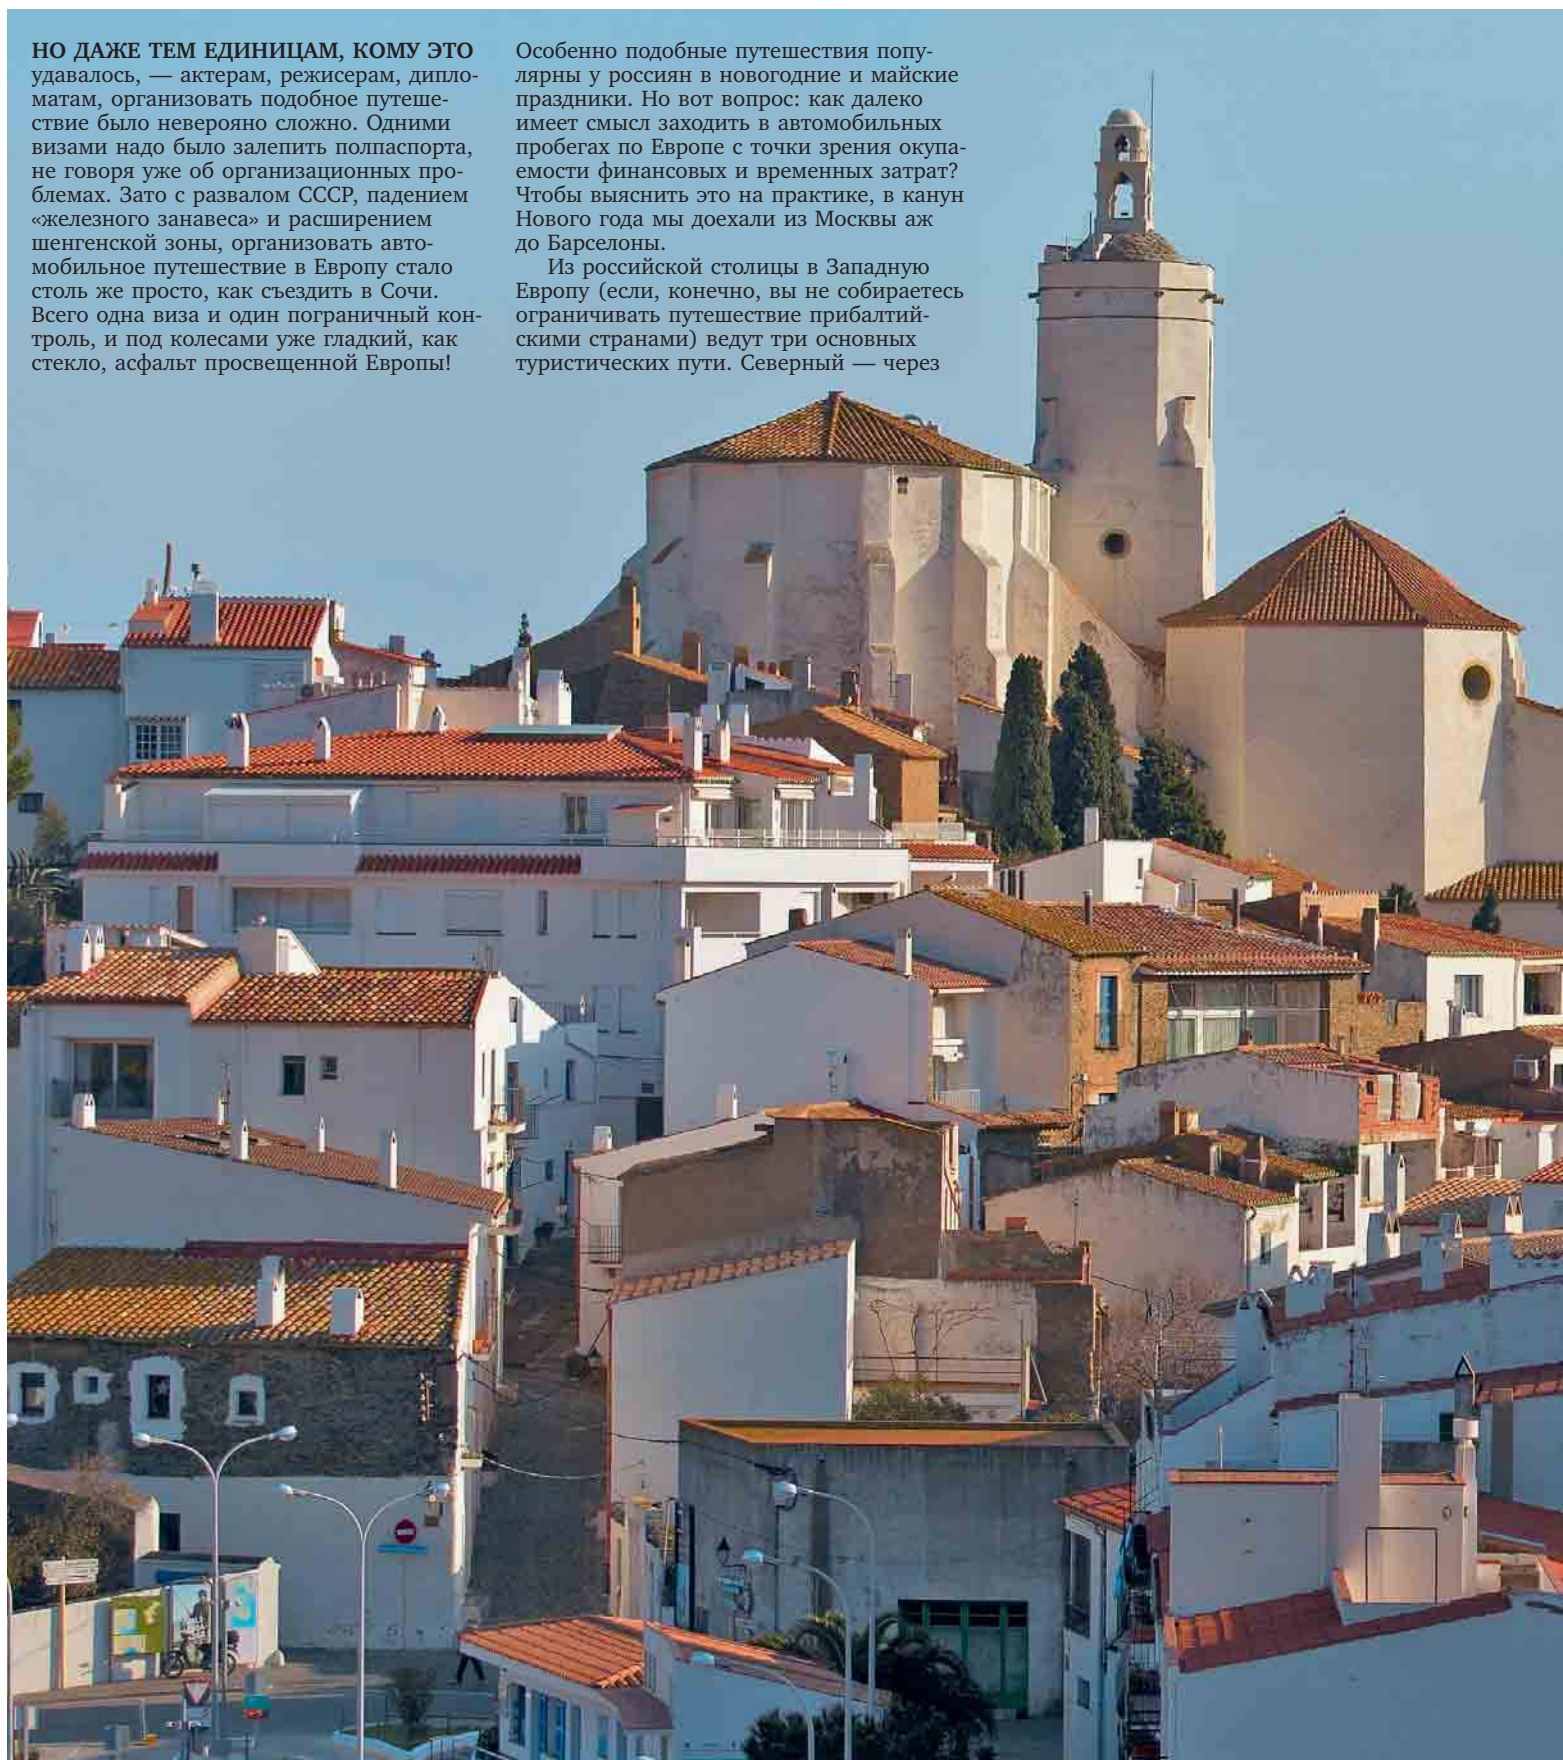 НО ДАЖЕ ТЕМ ЕДИНИЦАМ, КОМУ ЭТО
удавалось, — актерам, режисерам, дипло-
матам, организовать подобное путеше-
ствие было невероянo сложно. Одними
визами надо было залепить полпаспорта,
не говоря уже об организационных про-
блемах. Зато с развалом СССР, падением
«железного занавеса» и расширением
шенгенской зоны, организовать авто-
мобильное путешествие в Европу стало
столь же просто, как съездить в Сочи.
Всего одна виза и один пограничный кон-
троль, и под колесами уже гладкий, как
стекло, асфальт просвещенной Европы!
Особенно подобные путешествия попу-
лярны у россиян в новогодние и майские
праздники. Но вот вопрос: как далеко
имеет смысл заходить в автомобильных
пробегах по Европе с точки зрения окупа-
емости финансовых и временных затрат?
Чтобы выяснить это на практике, в канун
Нового года мы доехали из Москвы аж
до Барселоны.
Из российской столицы в Западную
Европу (если, конечно, вы не собираетесь
ограничивать путешествие прибалтий-
скими странами) ведут три основных
туристических пути. Северный — через